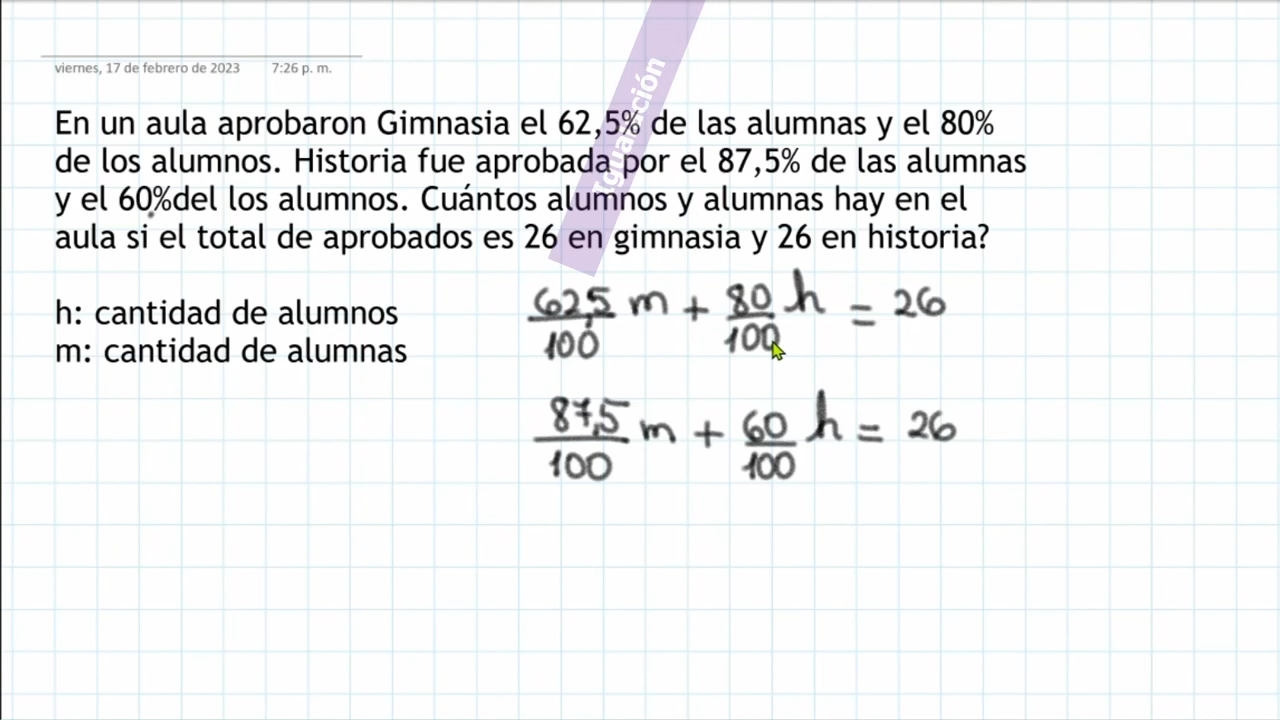 viernes, 17 de febrero de 2023 7:26 p. m.
Igualación
En un aula aprobaron Gimnasia el 62,5% de las alumnas y el 80%
de los alumnos. Historia fue aprobada por el 87,5% de las alumnas
y el 60%del los alumnos. Cuántos alumnos y alumnas hay en el
aula si el total de aprobados es 26 en gimnasia y 26 en historia?
h: cantidad de alumnos
m: cantidad de alumnas
62,5/100 m + 80/100 h = 26
87,5/100 m + 60/100 h = 26